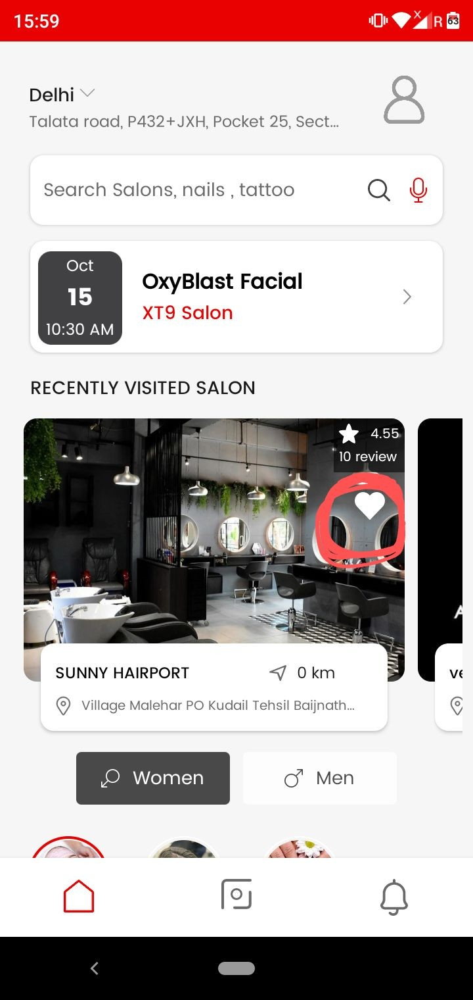 15:59
R
63
Delhi
Talata road, P432+JXH, Pocket 25, Sect...
Search Salons, nails , tattoo
Oct
15
10:30 AM
OxyBlast Facial
XT9 Salon
RECENTLY VISITED SALON
4.55
10 review
SUNNY HAIRPORT
0 km
Village Malehar PO Kudail Tehsil Baijnath...
Women
Men